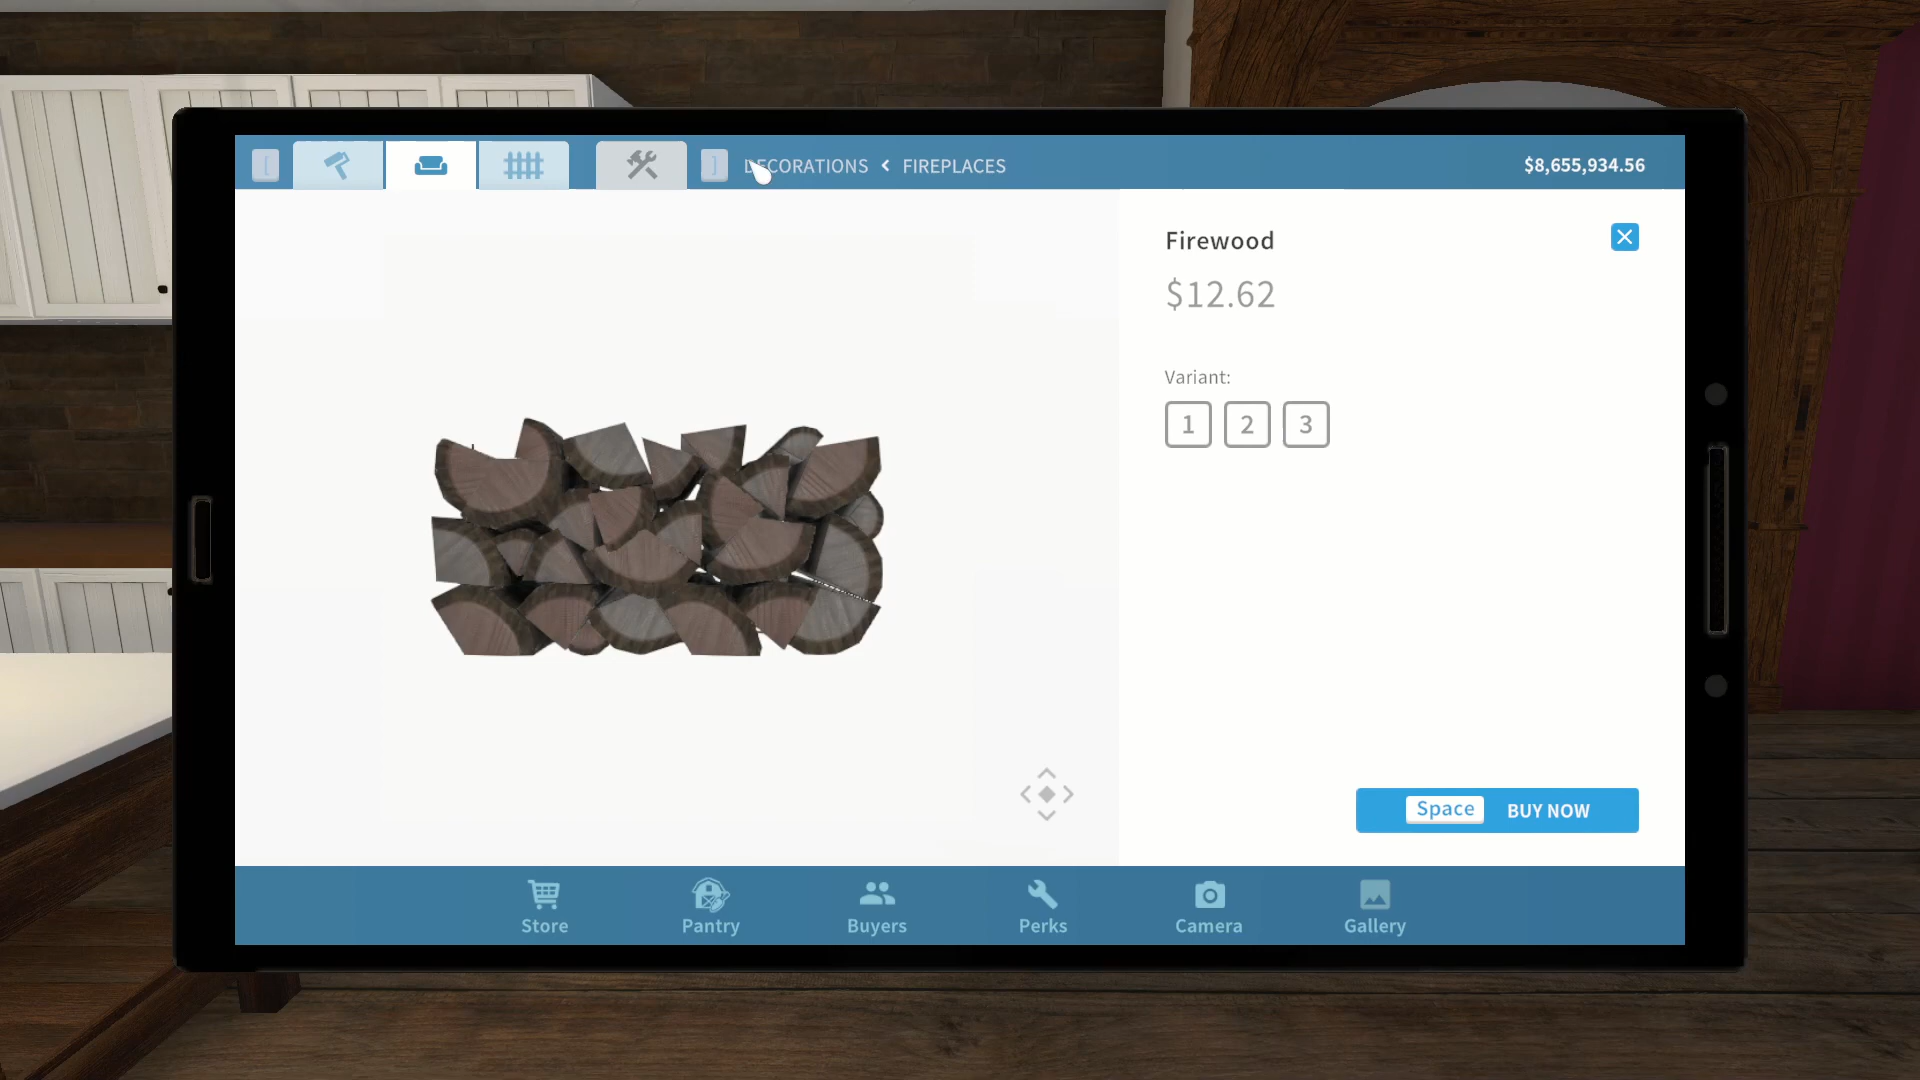 [
]
DECORATIONS < FIREPLACES
$8,655,934.56
Firewood
$12.62
Variant:
1 2 3
Space BUY NOW
Store Pantry Buyers Perks Camera Gallery